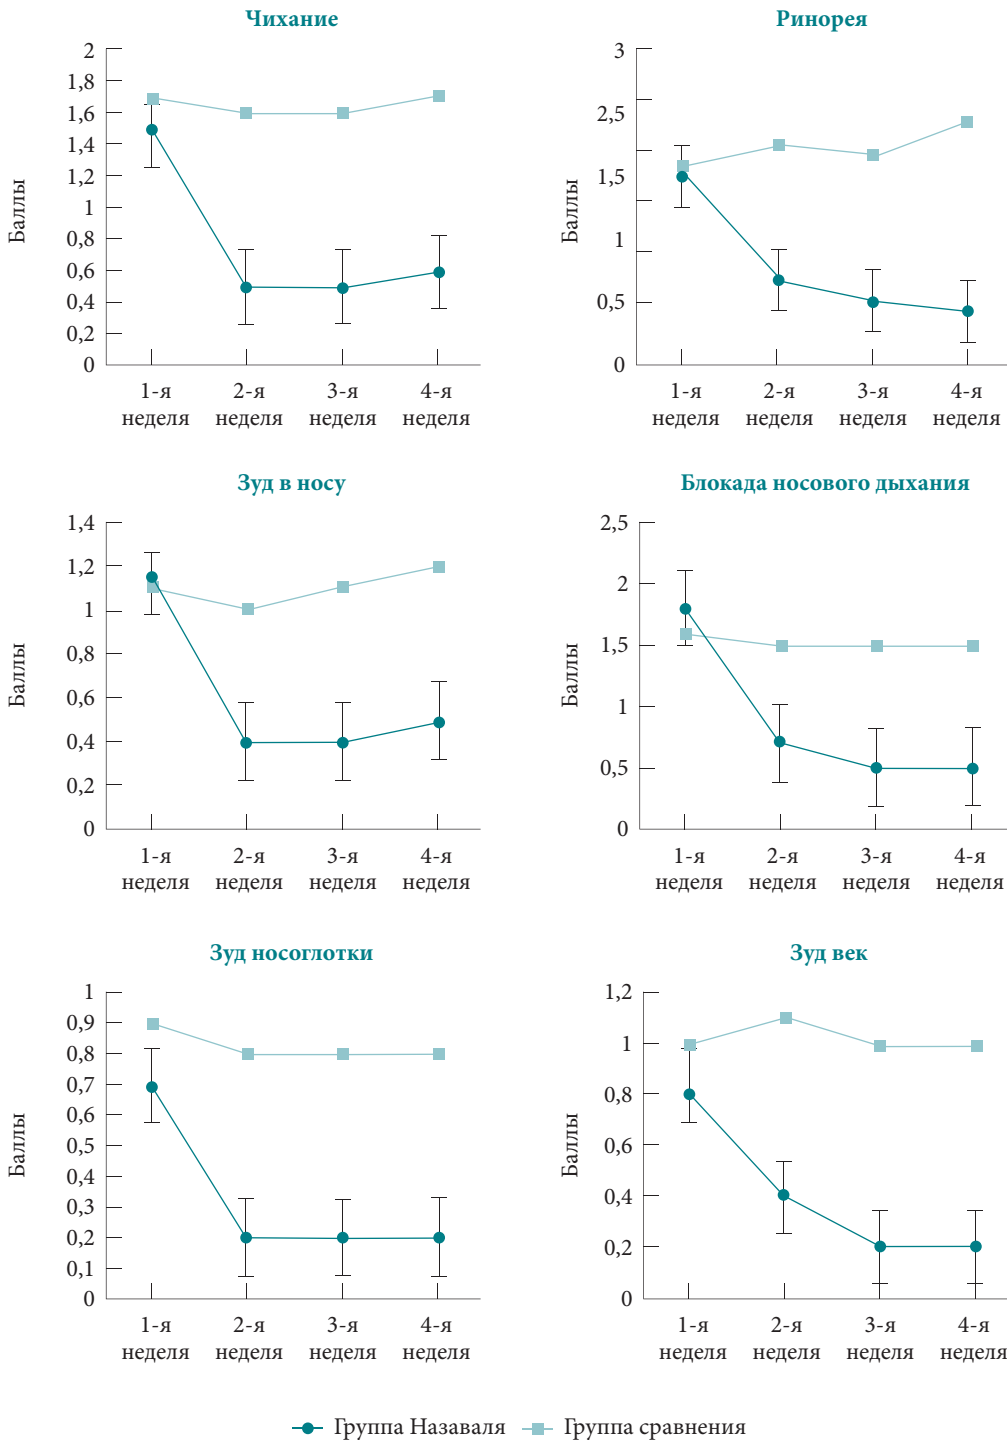 Чихание
Баллы
2
1,8
1,6
1,4
1,2
1
0,8
0,6
0,4
0,2
0
1-я неделя
2-я неделя
3-я неделя
4-я неделя
Ринорея
Баллы
3
2,5
1,5
1
0,5
0
1-я неделя
2-я неделя
3-я неделя
4-я неделя
Зуд в носу
Баллы
1,4
1,2
1
0,8
0,6
0,4
0,2
0
1-я неделя
2-я неделя
3-я неделя
4-я неделя
Блокада носового дыхания
Баллы
2,5
2
1,5
1
0,5
0
1-я неделя
2-я неделя
3-я неделя
4-я неделя
Зуд носоглотки
Баллы
1
0,9
0,8
0,7
0,6
0,5
0,4
0,3
0,2
0,1
0
1-я неделя
2-я неделя
3-я неделя
4-я неделя
Зуд век
Баллы
1,2
1
0,8
0,6
0,4
0,2
0
1-я неделя
2-я неделя
3-я неделя
4-я неделя
Группа Назаваля Группа сравнения